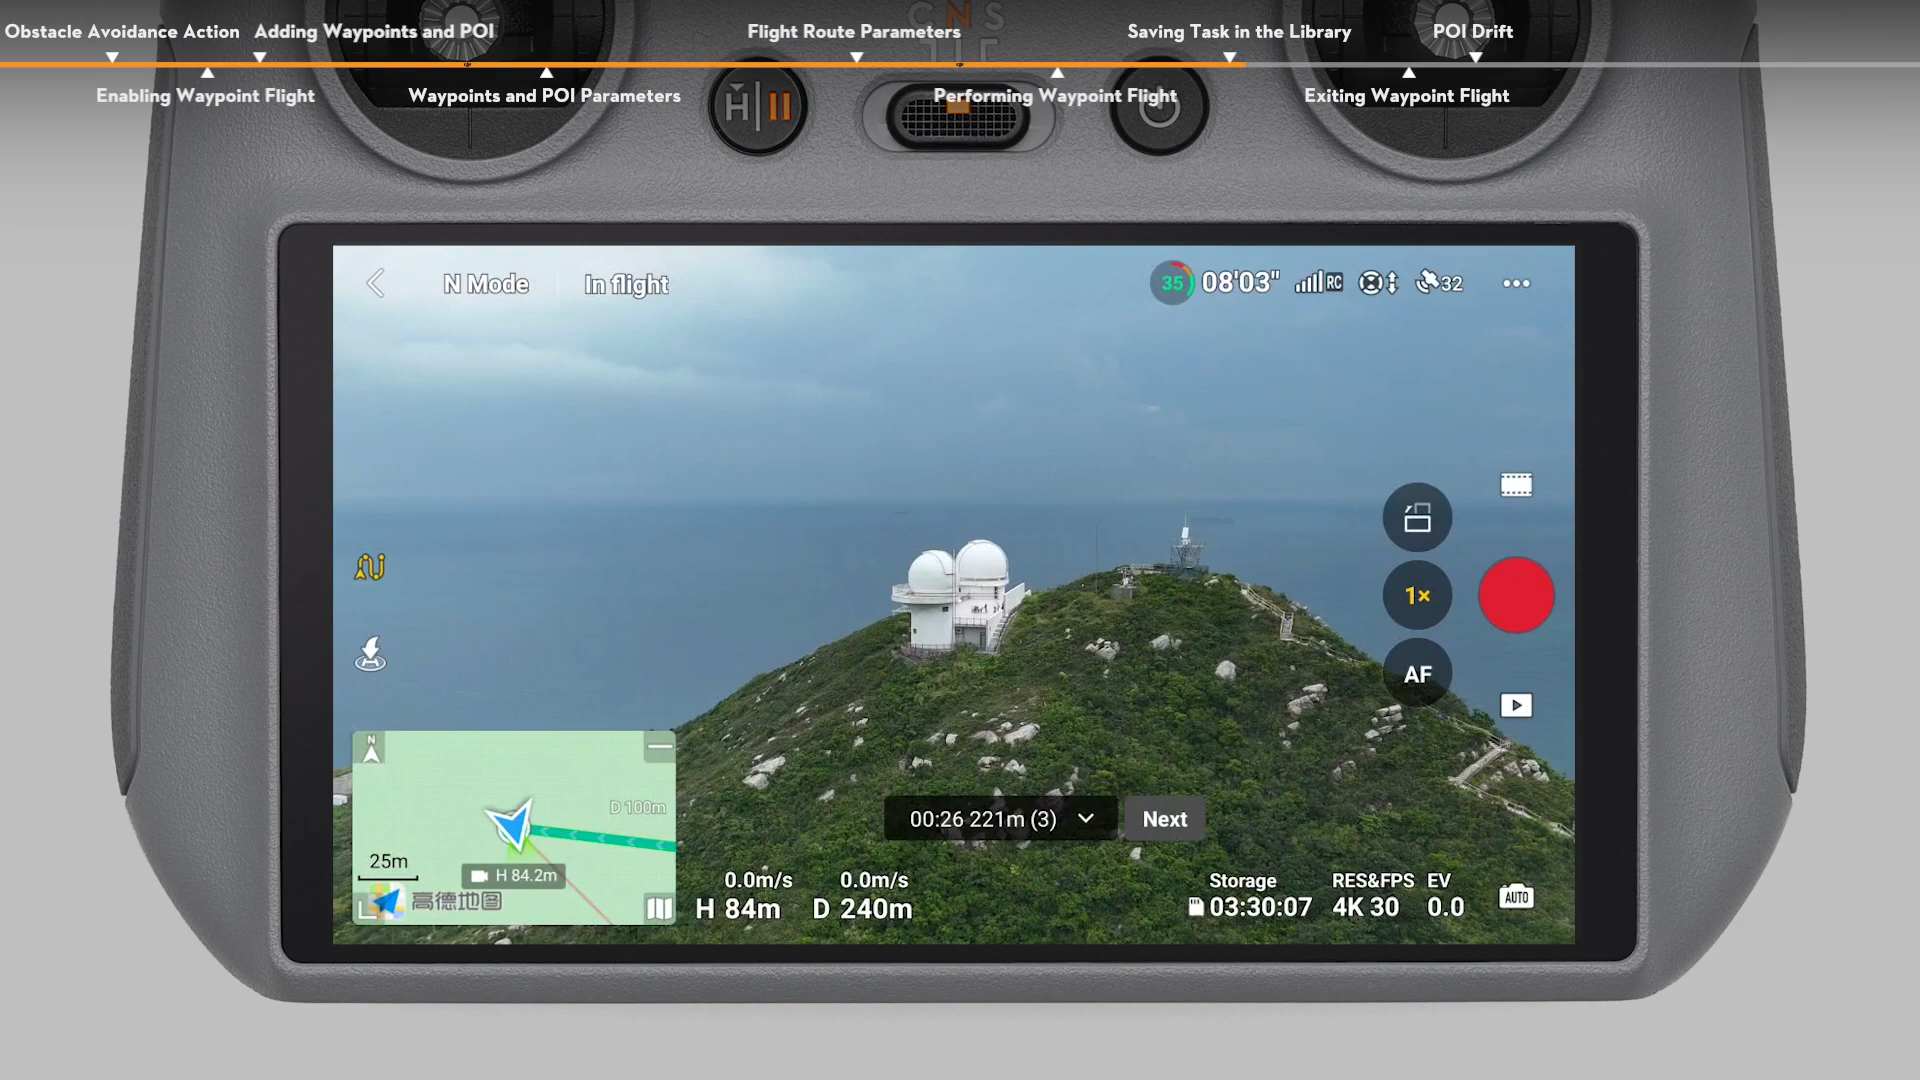 Obstacle Avoidance Action
Adding Waypoints and POI
Flight Route Parameters
Saving Task in the Library
POI Drift
Enabling Waypoint Flight
Waypoints and POI Parameters
Performing Waypoint Flight
Exiting Waypoint Flight
C N S
H
N Mode
In flight
35
08'03"
RC
32
1×
AF
N
D 100m
25m
H 84.2m
高德地图
00:26 221m (3)
Next
0.0m/s
0.0m/s
H 84m
D 240m
Storage
03:30:07
RES&FPS
4K 30
EV
0.0
AUTO